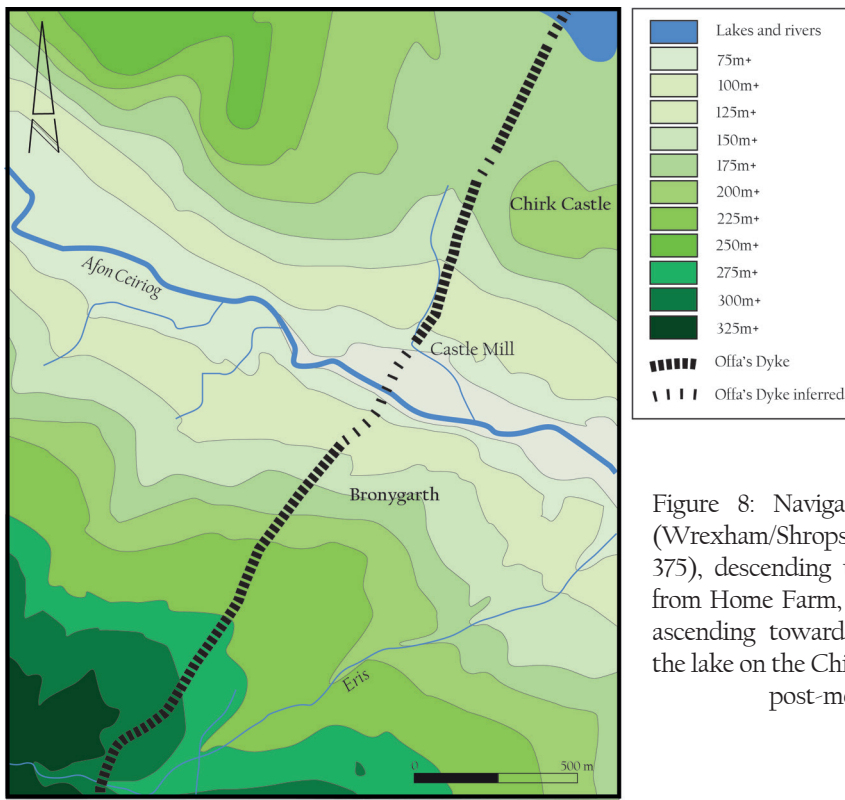 Chirk Castle
Afon Ceiriog
Castle Mill
Bronygarth
Eris
0 500 m
Lakes and rivers
75m+
100m+
125m+
150m+
175m+
200m+
225m+
250m+
275m+
300m+
325m+
Offa's Dyke
Offa's Dyke inferred
Figure 8: Naviga
(Wrexham/Shrops
375), descending
from Home Farm,
ascending toward
the lake on the Chi
post-m